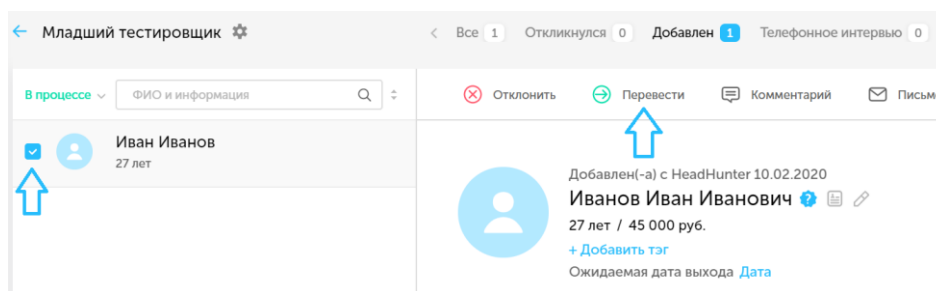 Младший тестировщик
Все 1 Откликнулся 0 Добавлен 1 Телефонное интервью 0
В процессе ФИО и информация
Отклонить Перевести Комментарий Письм
Иван Иванов
27 лет
Добавлен(-а) с HeadHunter 10.02.2020
Иванов Иван Иванович
27 лет / 45 000 руб.
+ Добавить тэг
Ожидаемая дата выхода Дата